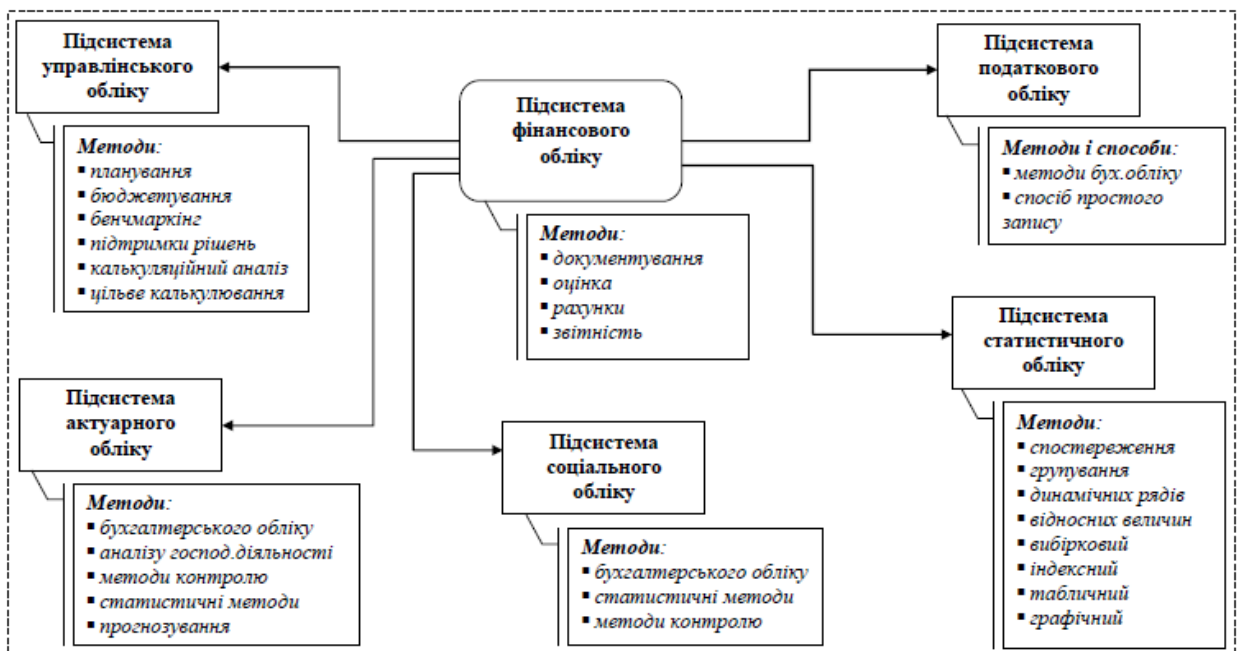 Підсистема
управлінського
обліку
Методи:
▪ планування
▪ бюджетування
▪ бенчмаркінг
▪ підтримки рішень
▪ калькуляційний аналіз
▪ цільве калькулювання
Підсистема
фінансового
обліку
Методи:
▪ документування
▪ оцінка
▪ рахунки
▪ звітність
Підсистема
податкового
обліку
Методи і способи:
▪ методи бух.обліку
▪ спосіб простого
запису
Підсистема
актуарного
обліку
Методи:
▪ бухгалтерського обліку
▪ аналізу господ.діяльності
▪ методи контролю
▪ статистичні методи
▪ прогнозування
Підсистема
соціального
обліку
Методи:
▪ бухгалтерського обліку
▪ статистичні методи
▪ методи контролю
Підсистема
статистичного
обліку
Методи:
▪ спостереження
▪ групування
▪ динамічних рядів
▪ відносних величин
▪ вибірковий
▪ індексний
▪ табличний
▪ графічний